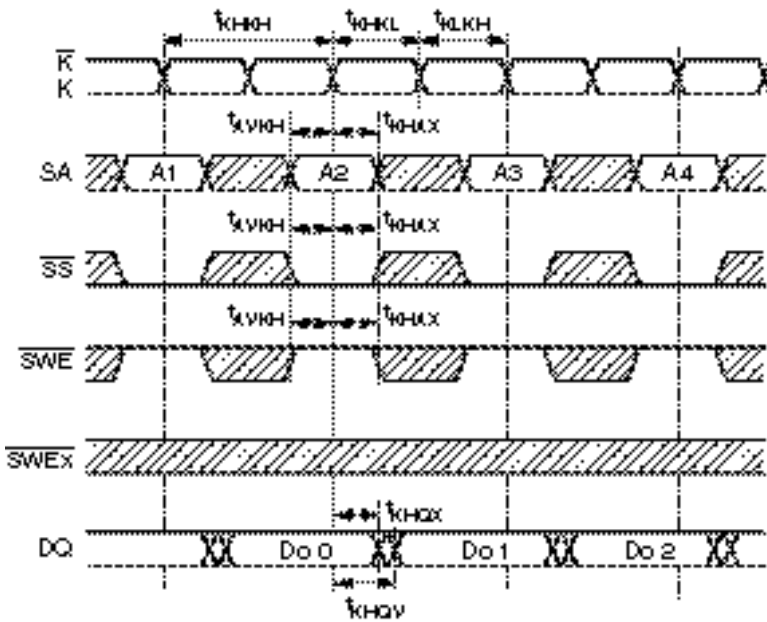 tKHKH tKHKL tKLKH
K
K
tAVKH tKHAX
SA A1 A2 A3 A4
tAVKH tKHAX
SS
tAVKH tKHAX
SWE
SWEx
tKHQX
DQ Do 0 Do 1 Do 2
tKHQV